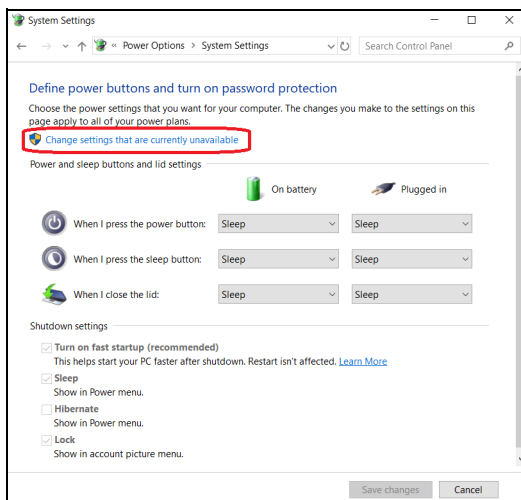 System Settings
« Power Options > System Settings
Search Control Panel
Define power buttons and turn on password protection
Choose the power settings that you want for your computer. The changes you make to the settings on this
page apply to all of your power plans.
Change settings that are currently unavailable
Power and sleep buttons and lid settings
On battery
Plugged in
When I press the power button: Sleep Sleep
When I press the sleep button: Sleep Sleep
When I close the lid: Sleep Sleep
Shutdown settings
Turn on fast startup (recommended)
This helps start your PC faster after shutdown. Restart isn't affected. Learn More
Sleep
Show in Power menu.
Hibernate
Show in Power menu.
Lock
Show in account picture menu.
Save changes Cancel